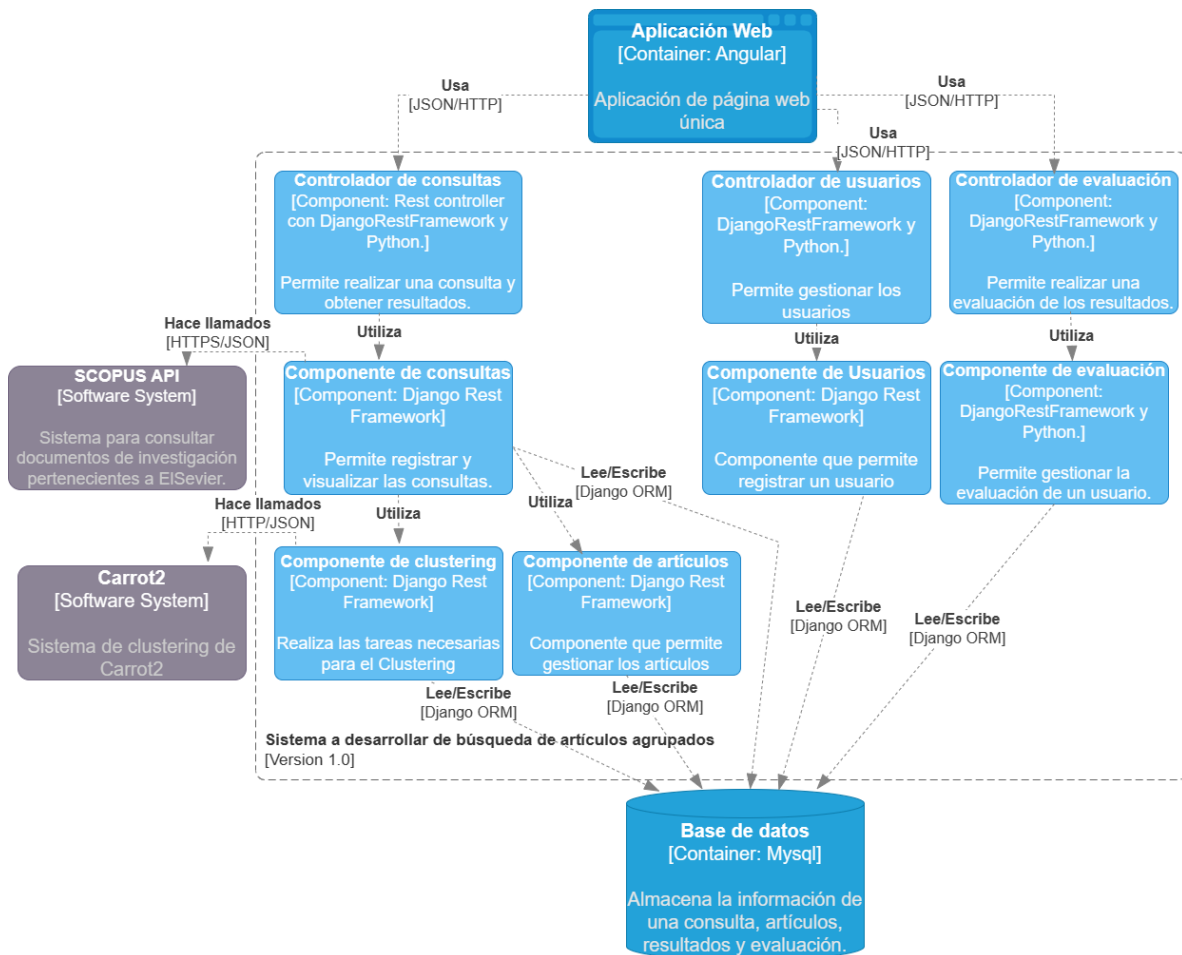 Aplicación Web
[Container: Angular]
Aplicación de página web
única
Usa
[JSON/HTTP]
Usa
[JSON/HTTP]
Usa
[JSON/HTTP]
Controlador de consultas
[Component: Rest controller
con DjangoRestFramework y
Python.]
Permite realizar una consulta y
obtener resultados.
Controlador de usuarios
[Component:
DjangoRestFramework y
Python.]
Permite gestionar los
usuarios
Controlador de evaluación
[Component:
DjangoRestFramework y
Python.]
Permite realizar una
evaluación de los resultados.
Hace llamados
[HTTPS/JSON]
Utiliza
Utiliza
Utiliza
SCOPUS API
[Software System]
Sistema para consultar
documentos de investigación
pertenecientes a ElSevier.
Componente de consultas
[Component: Django Rest
Framework]
Permite registrar y
visualizar las consultas.
Componente de Usuarios
[Component: Django Rest
Framework]
Componente que permite
registrar un usuario
Componente de evaluación
[Component:
DjangoRestFramework y
Python.]
Permite gestionar la
evaluación de un usuario.
Hace llamados
[HTTP/JSON]
Utiliza
Utiliza
Lee/Escribe
[Django ORM]
Carrot2
[Software System]
Sistema de clustering de
Carrot2
Componente de clustering
[Component: Django Rest
Framework]
Realiza las tareas necesarias
para el Clustering
Componente de artículos
[Component: Django Rest
Framework]
Componente que permite
gestionar los artículos
Lee/Escribe
[Django ORM]
Lee/Escribe
[Django ORM]
Lee/Escribe
[Django ORM]
Lee/Escribe
[Django ORM]
Sistema a desarrollar de búsqueda de artículos agrupados
[Version 1.0]
Base de datos
[Container: Mysql]
Almacena la información de
una consulta, artículos,
resultados y evaluación.